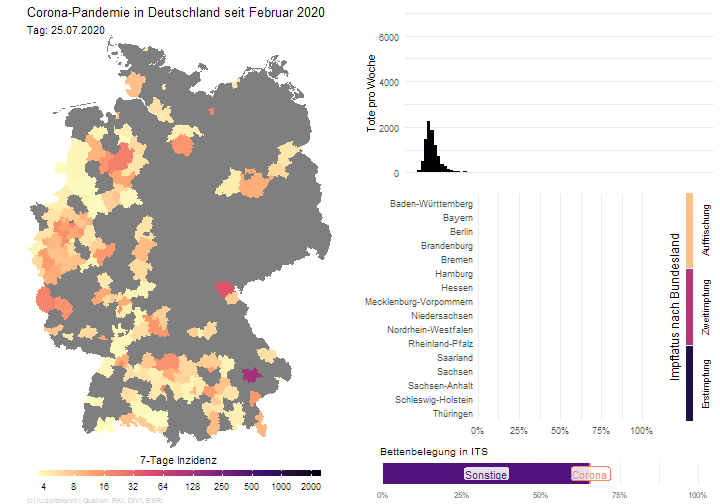 Corona-Pandemie in Deutschland seit Februar 2020
Tag: 25.07.2020
7-Tage Inzidenz
4 8 16 32 64 128 250 500 1000 2000
(c) /u/zeitbrennt | Quellen: RKI, DIVI, ESRI
Tote pro Woche
6000
4000
2000
0
Baden-Württemberg
Bayern
Berlin
Brandenburg
Bremen
Hamburg
Hessen
Mecklenburg-Vorpommern
Niedersachsen
Nordrhein-Westfalen
Rheinland-Pfalz
Saarland
Sachsen
Sachsen-Anhalt
Schleswig-Holstein
Thüringen
0% 25% 50% 75% 100%
Impfstatus nach Bundesland
Auffrischung
Zweitimpfung
Erstimpfung
Bettenbelegung in ITS
Sonstige Corona
0% 25% 50% 75% 100%